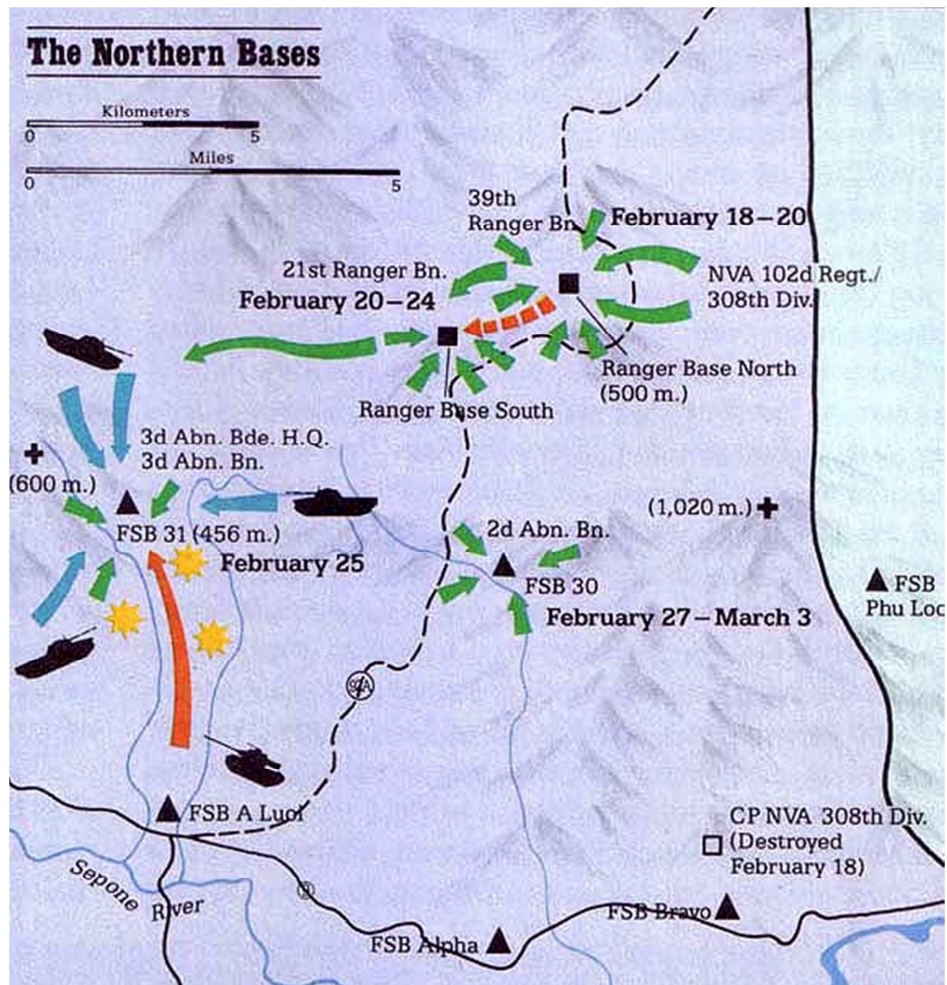 The Northern Bases
Kilometers
0 5
Miles
0 5
39th
Ranger Bn.
February 18–20
21st Ranger Bn.
February 20–24
NVA 102d Regt./
308th Div.
Ranger Base North
(500 m.)
Ranger Base South
3d Abn. Bde. H.Q.
3d Abn. Bn.
(600 m.)
FSB 31 (456 m.)
February 25
2d Abn. Bn.
(1,020 m.)
FSB 30
February 27–March 3
FSB
Phu Loc
92A
FSB A Luoi
CP NVA 308th Div.
(Destroyed
February 18)
Sepone
River
9
FSB Bravo
FSB Alpha